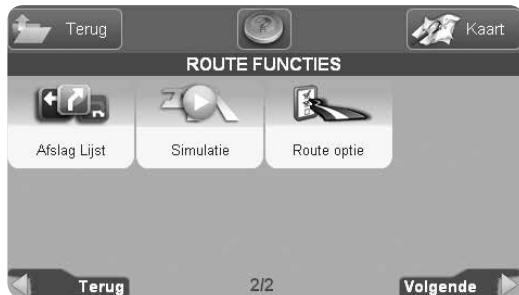 Terug Kaart
ROUTE FUNCTIES
Afslag Lijst Simulatie Route optie
Terug 2/2 Volgende